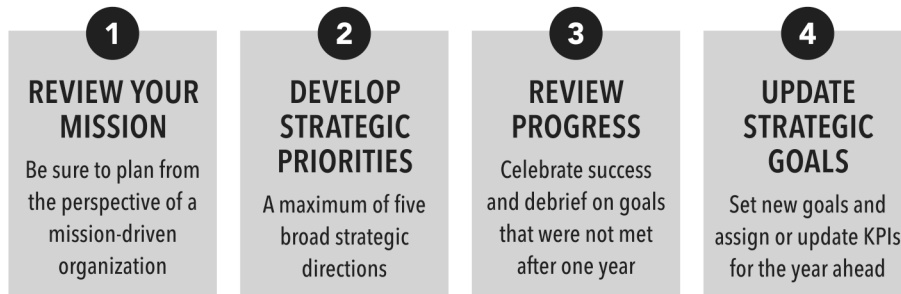 1
REVIEW YOUR
MISSION
Be sure to plan from
the perspective of a
mission-driven
organization
2
DEVELOP
STRATEGIC
PRIORITIES
A maximum of five
broad strategic
directions
3
REVIEW
PROGRESS
Celebrate success
and debrief on goals
that were not met
after one year
4
UPDATE
STRATEGIC
GOALS
Set new goals and
assign or update KPIs
for the year ahead